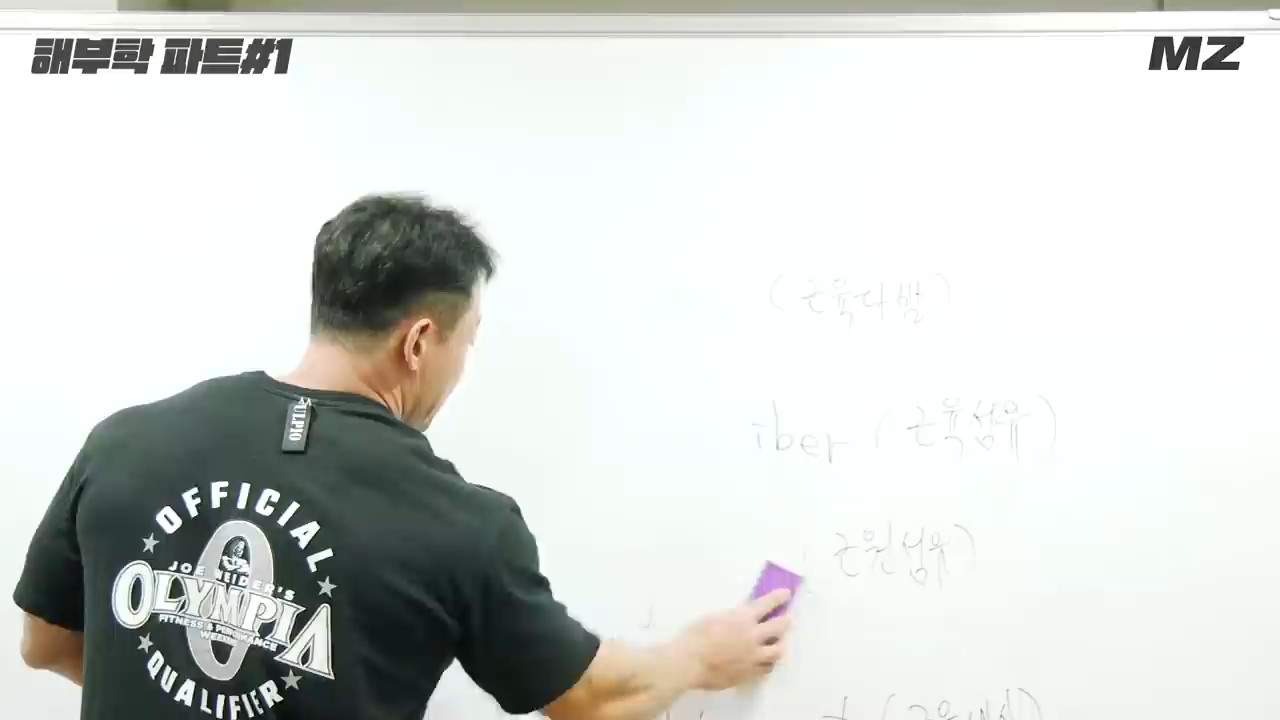 해부학 파트#1
MZ
(근육다발)
iber (근육섬유)
근원섬유)
ULPIO
OFFICIAL
JOE WEIDER'S
OLYMPIA
FITNESS & PERFORMANCE
WEEKEND
QUALIFIER